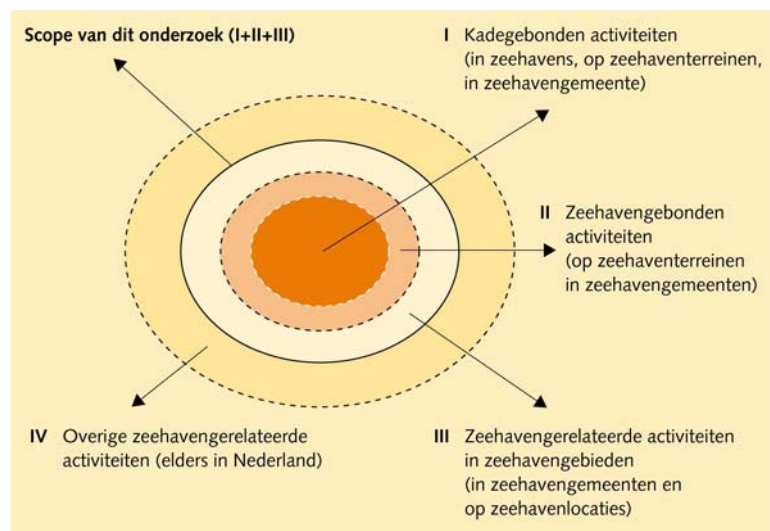 Scope van dit onderzoek (I+II+III)
I Kadegebonden activiteiten
(in zeehavens, op zeehaventerreinen,
in zeehavengemeente)
II Zeehavengebonden
activiteiten
(op zeehaventerreinen
in zeehavengemeenten)
IV Overige zeehavengerelateerde
activiteiten (elders in Nederland)
III Zeehavengerelateerde activiteiten
in zeehavengebieden
(in zeehavengemeenten en
op zeehavenlocaties)